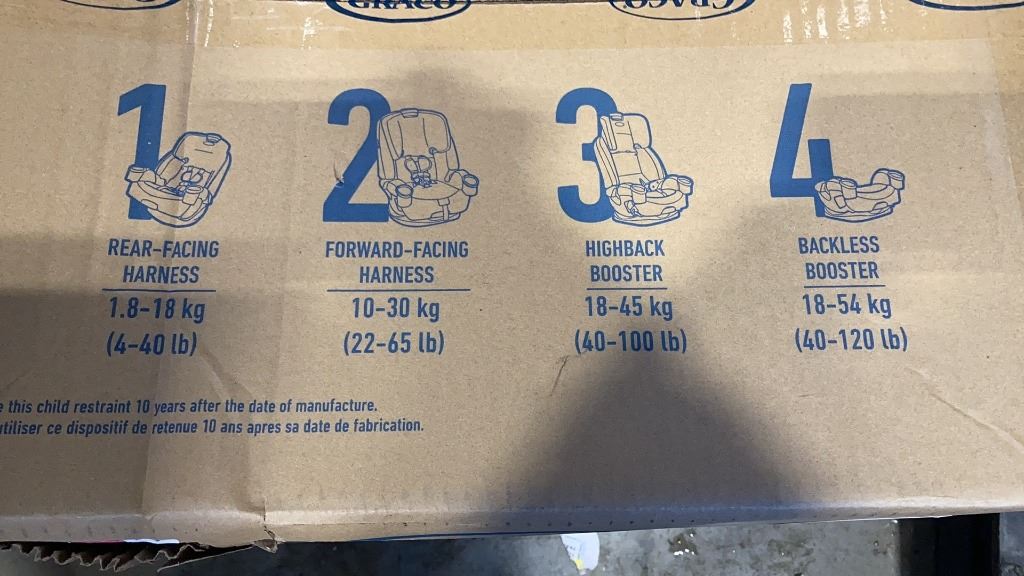 GRACO
GRACO
1
REAR-FACING
HARNESS
1.8-18 kg
(4-40 lb)
2
FORWARD-FACING
HARNESS
10-30 kg
(22-65 lb)
3
HIGHBACK
BOOSTER
18-45 kg
(40-100 lb)
4
BACKLESS
BOOSTER
18-54 kg
(40-120 lb)
this child restraint 10 years after the date of manufacture.
utiliser ce dispositif de retenue 10 ans apres sa date de fabrication.